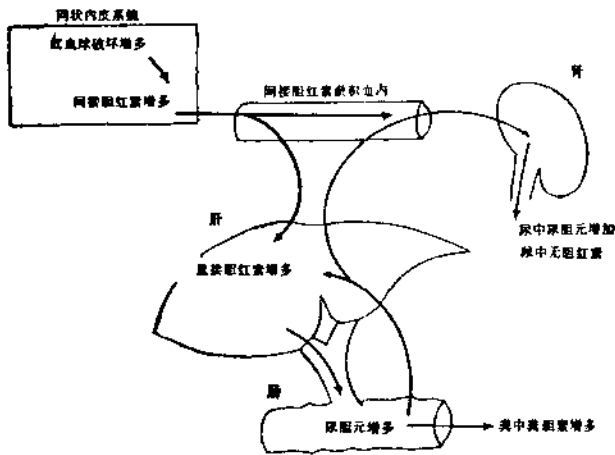 网状内皮系统
红血球破坏增多
间接胆红素增多
间接胆红素淤积血内
肾
尿中尿胆元增加
尿中无胆红素
肝
直接胆红素增多
肠
尿胆元增多
粪中粪胆素增多